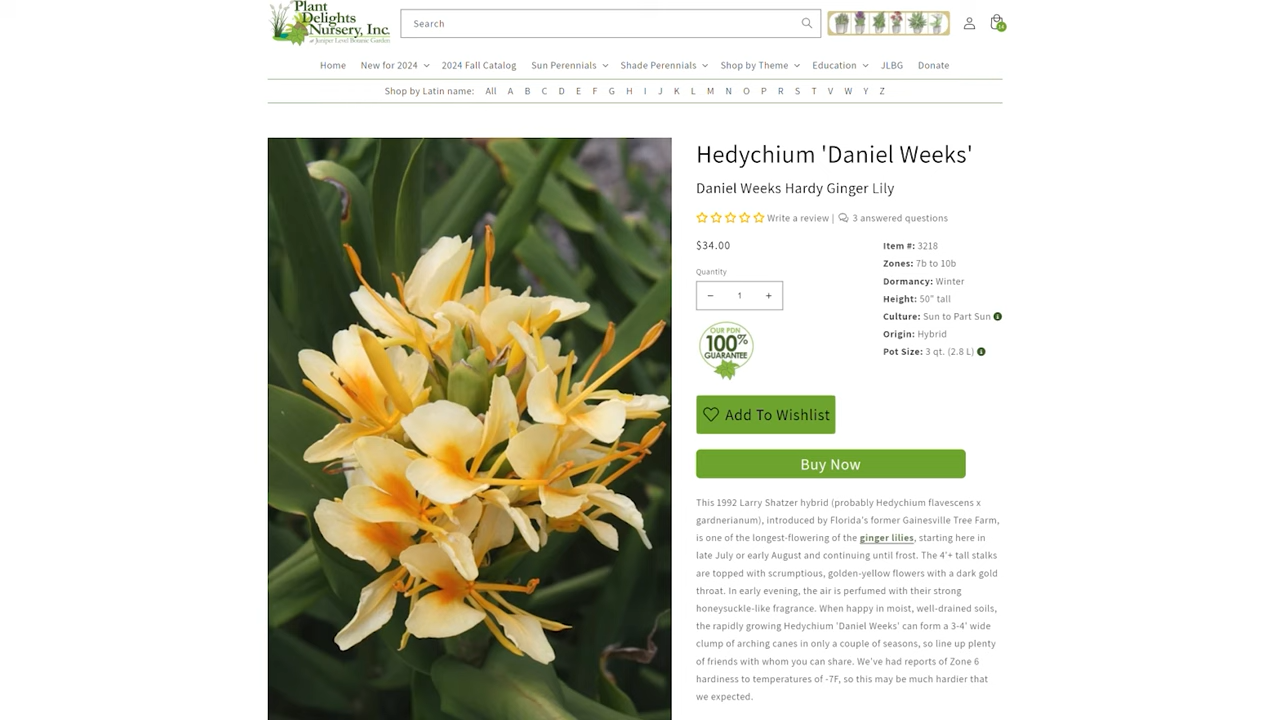 Plant
Delights
Nursery, Inc.
at Juniper Level Botanic Garden
Search
Home New for 2024 2024 Fall Catalog Sun Perennials Shade Perennials Shop by Theme Education JLBG Donate
Shop by Latin name: All A B C D E F G H I J K L M N O P R S T V W Y Z
Hedychium 'Daniel Weeks'
Daniel Weeks Hardy Ginger Lily
Write a review | 3 answered questions
$34.00
Quantity
− 1 +
Item #: 3218
Zones: 7b to 10b
Dormancy: Winter
Height: 50" tall
Culture: Sun to Part Sun
Origin: Hybrid
Pot Size: 3 qt. (2.8 L)
OUR PDN
100%
GUARANTEE
Add To Wishlist
Buy Now
This 1992 Larry Shatzer hybrid (probably Hedychium flavescens x
gardnerianum), introduced by Florida's former Gainesville Tree Farm,
is one of the longest-flowering of the ginger lilies, starting here in
late July or early August and continuing until frost. The 4'+ tall stalks
are topped with scrumptious, golden-yellow flowers with a dark gold
throat. In early evening, the air is perfumed with their strong
honeysuckle-like fragrance. When happy in moist, well-drained soils,
the rapidly growing Hedychium 'Daniel Weeks' can form a 3-4' wide
clump of arching canes in only a couple of seasons, so line up plenty
of friends with whom you can share. We've had reports of Zone 6
hardiness to temperatures of -7F, so this may be much hardier that
we expected.